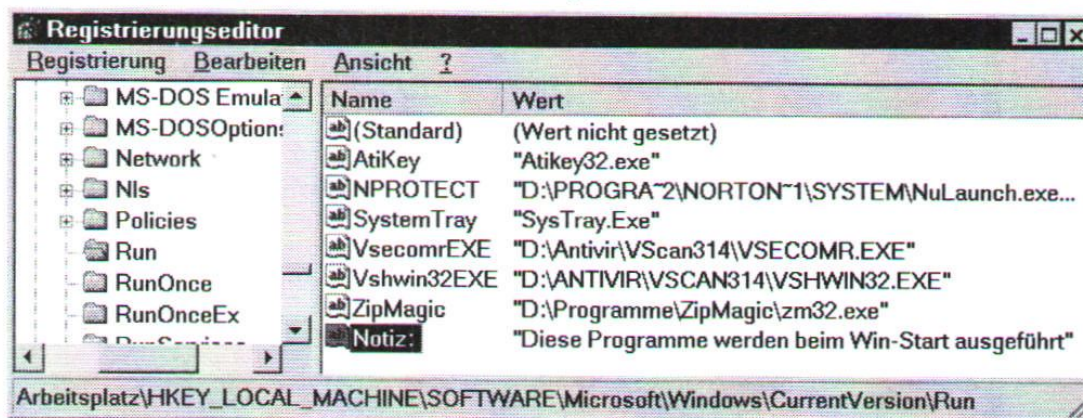 Registrierungseditor
Registrierung Bearbeiten Ansicht ?
MS-DOS Emula
MS-DOSOptions
Network
Nls
Policies
Run
RunOnce
RunOnceEx
RunServices
Name Wert
(Standard) (Wert nicht gesetzt)
AtiKey "Atikey32.exe"
NPROTECT "D:\PROGRA~2\NORTON~1\SYSTEM\NuLaunch.exe...
SystemTray "SysTray.Exe"
VsecomrEXE "D:\Antivir\VScan314\VSECOMR.EXE"
Vshwin32EXE "D:\ANTIVIR\VSCAN314\VSHWIN32.EXE"
ZipMagic "D:\Programme\ZipMagic\zm32.exe"
Notiz: "Diese Programme werden beim Win-Start ausgeführt"
Arbeitsplatz\HKEY_LOCAL_MACHINE\SOFTWARE\Microsoft\Windows\CurrentVersion\Run